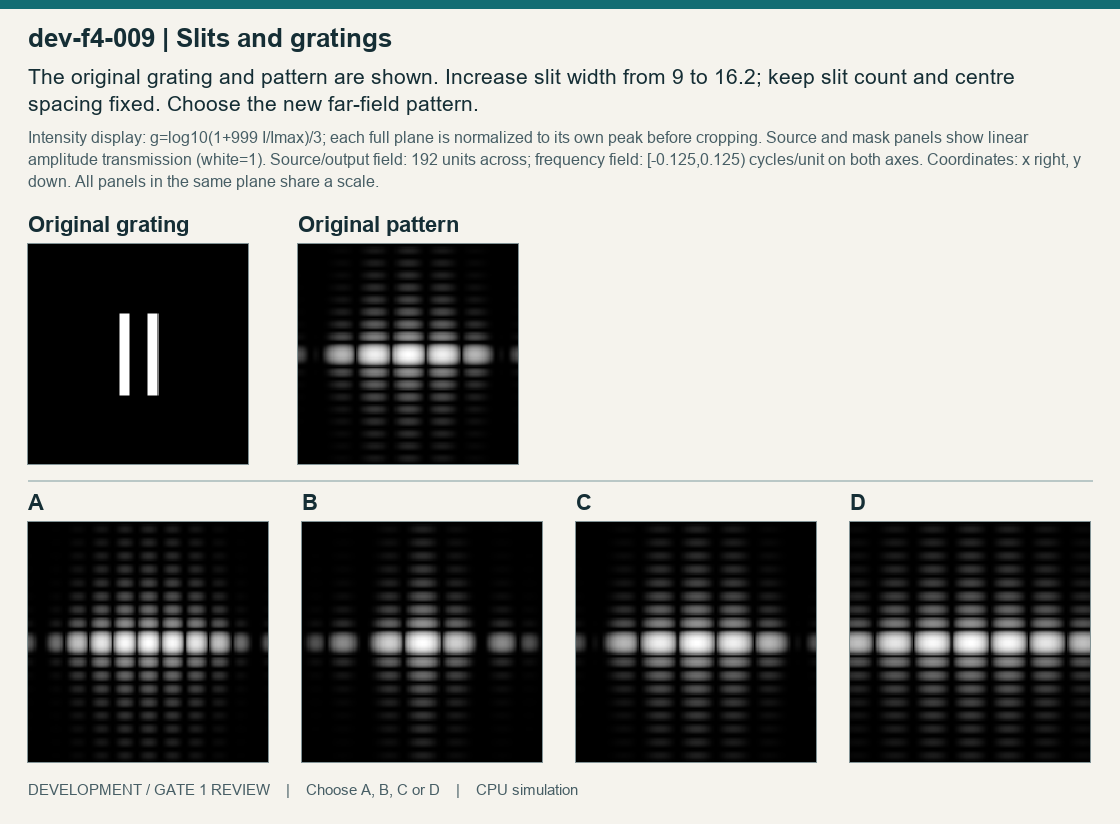 dev-f4-009 | Slits and gratings
The original grating and pattern are shown. Increase slit width from 9 to 16.2; keep slit count and centre
spacing fixed. Choose the new far-field pattern.
Intensity display: g=log10(1+999 I/Imax)/3; each full plane is normalized to its own peak before cropping. Source and mask panels show linear
amplitude transmission (white=1). Source/output field: 192 units across; frequency field: [-0.125,0.125) cycles/unit on both axes. Coordinates: x right, y
down. All panels in the same plane share a scale.
Original grating
Original pattern
A
B
C
D
DEVELOPMENT / GATE 1 REVIEW | Choose A, B, C or D | CPU simulation